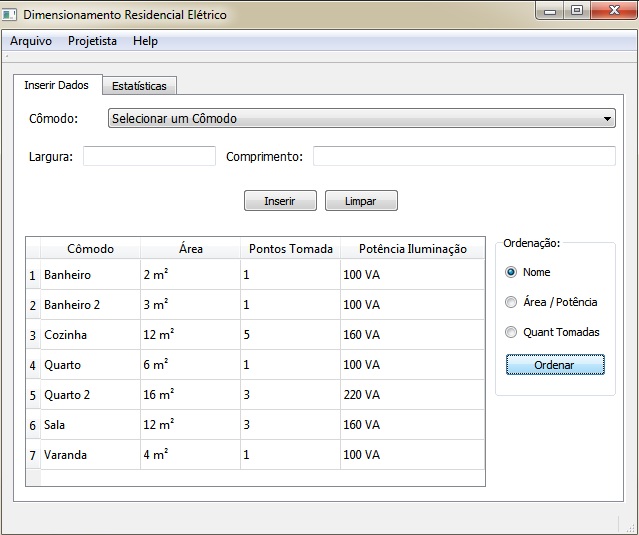 Dimensionamento Residencial Elétrico
Arquivo Projetista Help
Inserir Dados Estatísticas
Cômodo: Selecionar um Cômodo
Largura: Comprimento:
Inserir Limpar
Cômodo Área Pontos Tomada Potência Iluminação
1 Banheiro 2 m² 1 100 VA
2 Banheiro 2 3 m² 1 100 VA
3 Cozinha 12 m² 5 160 VA
4 Quarto 6 m² 1 100 VA
5 Quarto 2 16 m² 3 220 VA
6 Sala 12 m² 3 160 VA
7 Varanda 4 m² 1 100 VA
Ordenação:
Nome
Área / Potência
Quant Tomadas
Ordenar